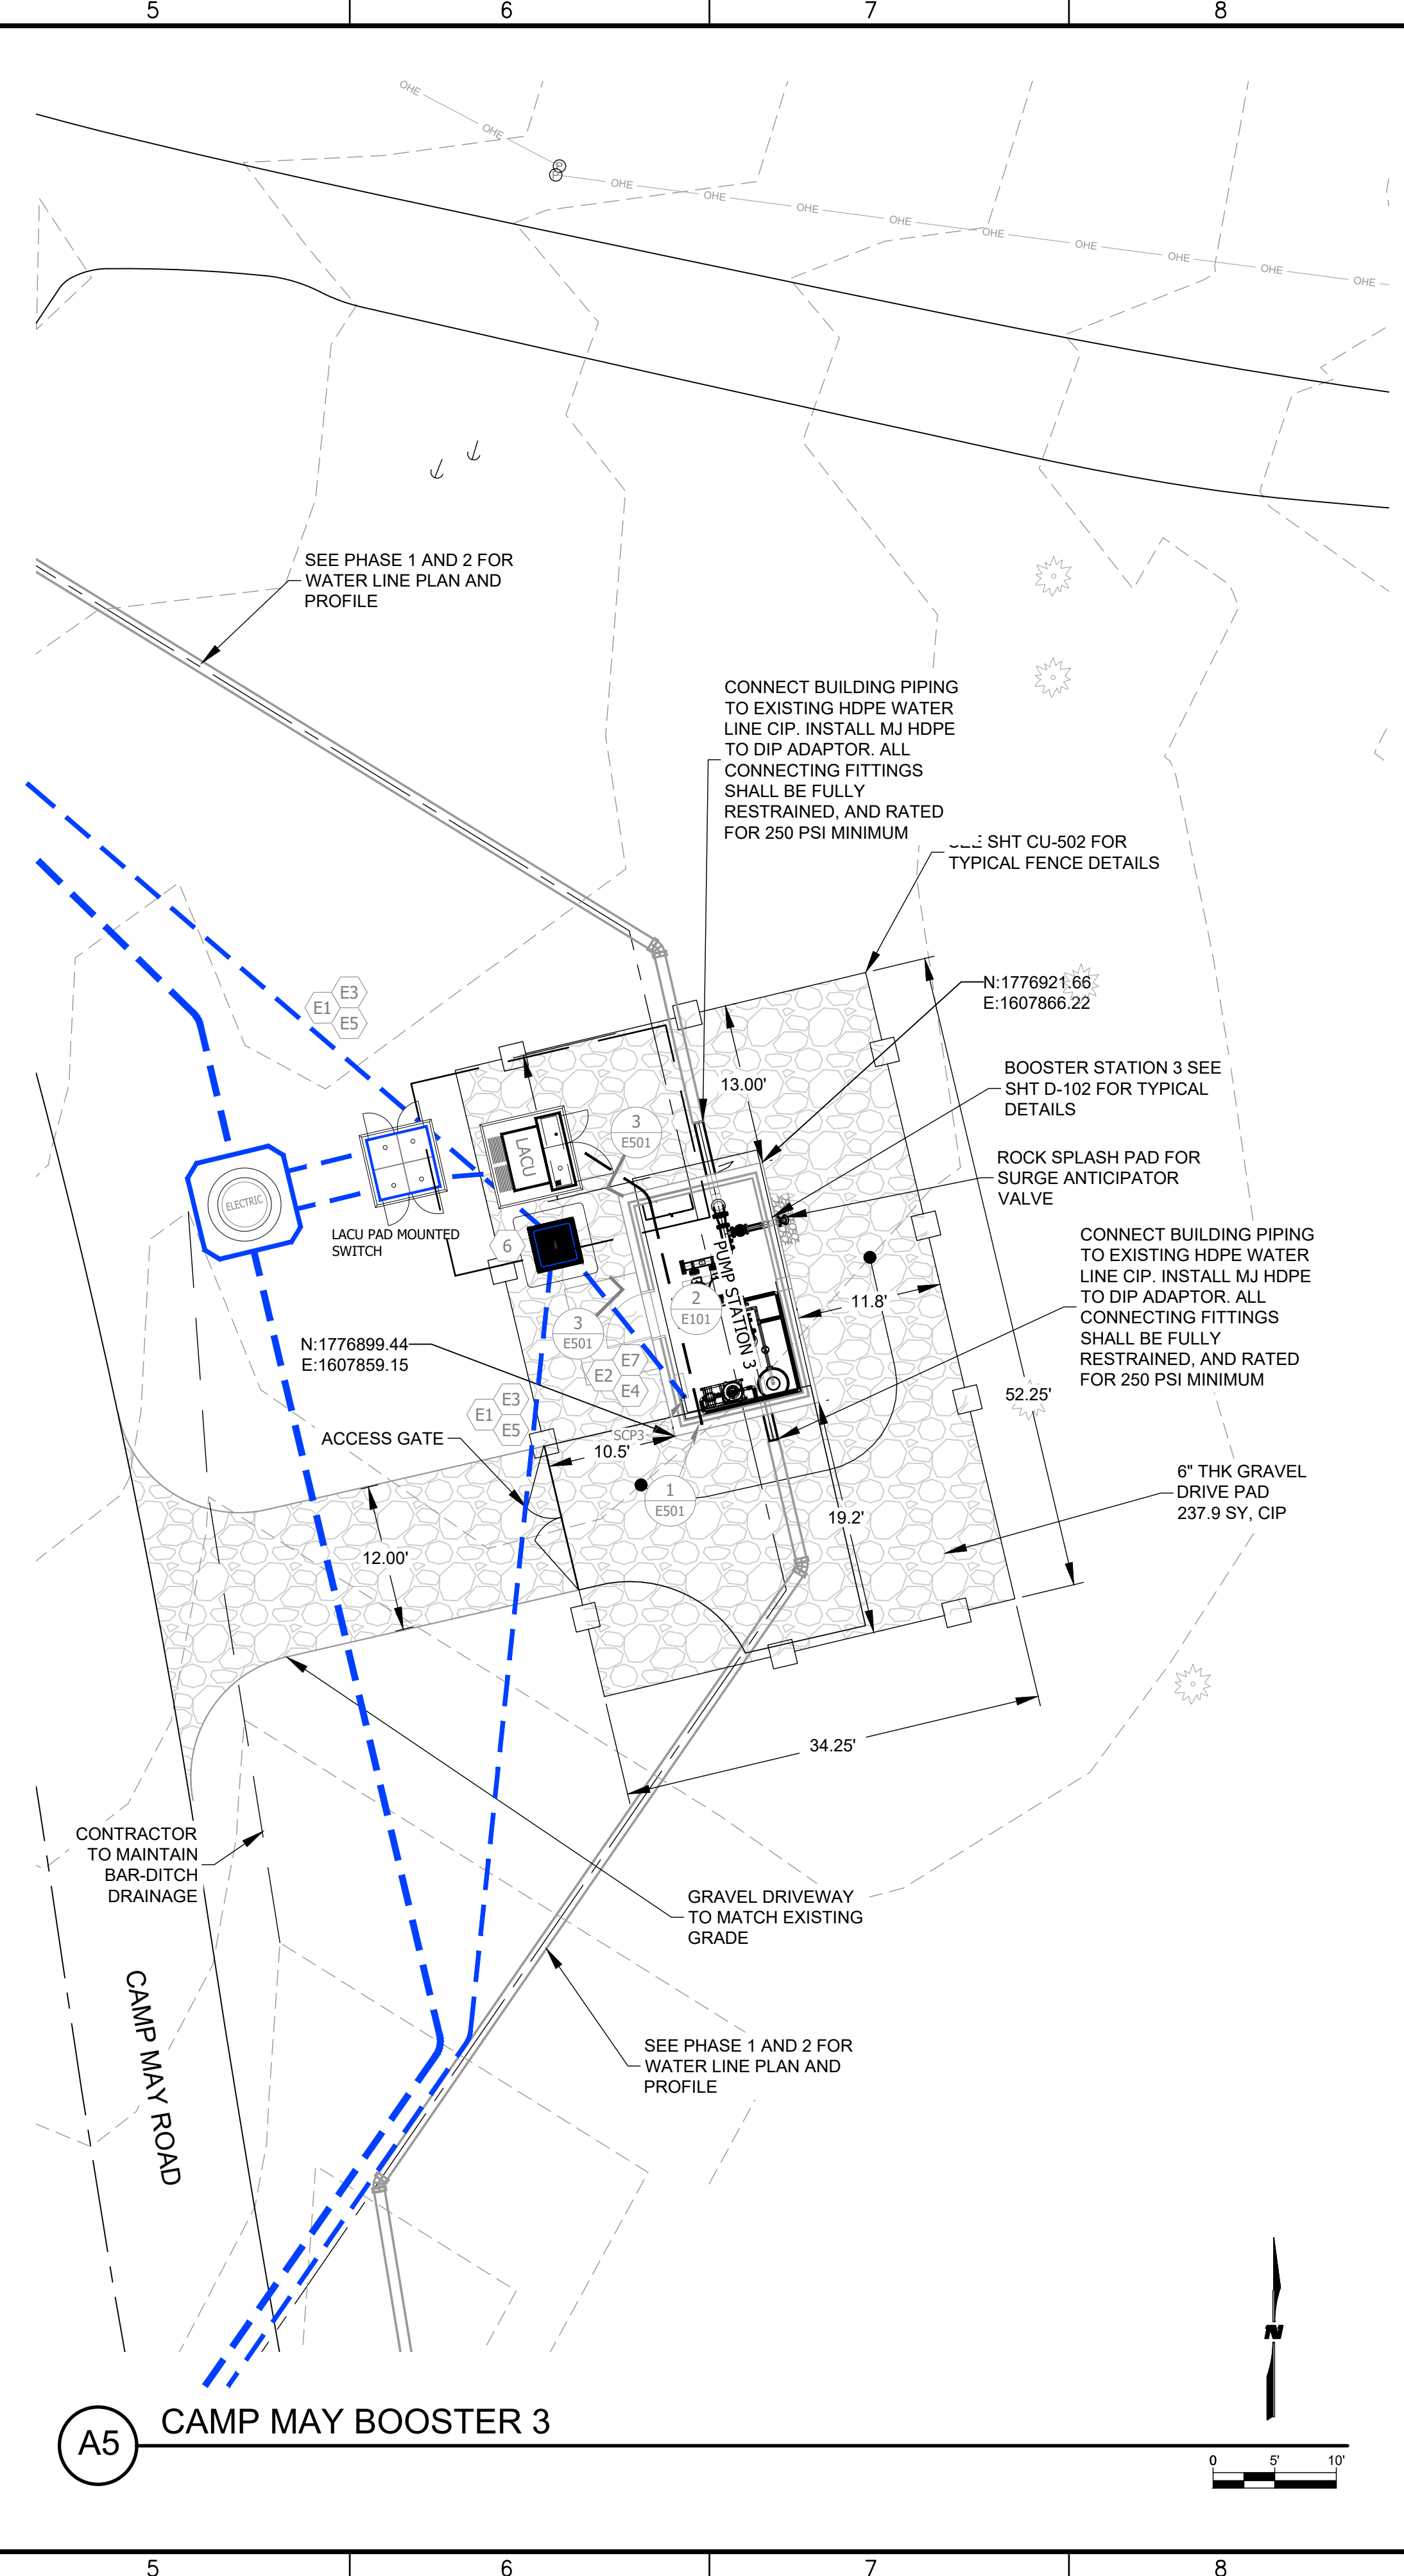 5 6 7 8
OHE
OHE
OHE
OHE
OHE
OHE
OHE
OHE
OHE
OHE
OHE
SEE PHASE 1 AND 2 FOR
WATER LINE PLAN AND
PROFILE
CONNECT BUILDING PIPING
TO EXISTING HDPE WATER
LINE CIP. INSTALL MJ HDPE
TO DIP ADAPTOR. ALL
CONNECTING FITTINGS
SHALL BE FULLY
RESTRAINED, AND RATED
FOR 250 PSI MINIMUM
SEE SHT CU-502 FOR
TYPICAL FENCE DETAILS
N:1776921.66
E:1607866.22
E3
E1
E5
BOOSTER STATION 3 SEE
SHT D-102 FOR TYPICAL
DETAILS
13.00'
3
E501
LACU
ROCK SPLASH PAD FOR
SURGE ANTICIPATOR
VALVE
ELECTRIC
LACU PAD MOUNTED
SWITCH
6
PUMP STATION 3
CONNECT BUILDING PIPING
TO EXISTING HDPE WATER
LINE CIP. INSTALL MJ HDPE
TO DIP ADAPTOR. ALL
CONNECTING FITTINGS
SHALL BE FULLY
RESTRAINED, AND RATED
FOR 250 PSI MINIMUM
2
E101
11.8'
3
E501
N:1776899.44
E:1607859.15
E7
E2
E4
52.25'
E3
E1
E5
SCP3
ACCESS GATE
10.5'
1
E501
19.2'
6" THK GRAVEL
DRIVE PAD
237.9 SY, CIP
12.00'
34.25'
CONTRACTOR
TO MAINTAIN
BAR-DITCH
DRAINAGE
GRAVEL DRIVEWAY
TO MATCH EXISTING
GRADE
CAMP MAY ROAD
SEE PHASE 1 AND 2 FOR
WATER LINE PLAN AND
PROFILE
N
A5
CAMP MAY BOOSTER 3
0 5' 10'
5 6 7 8